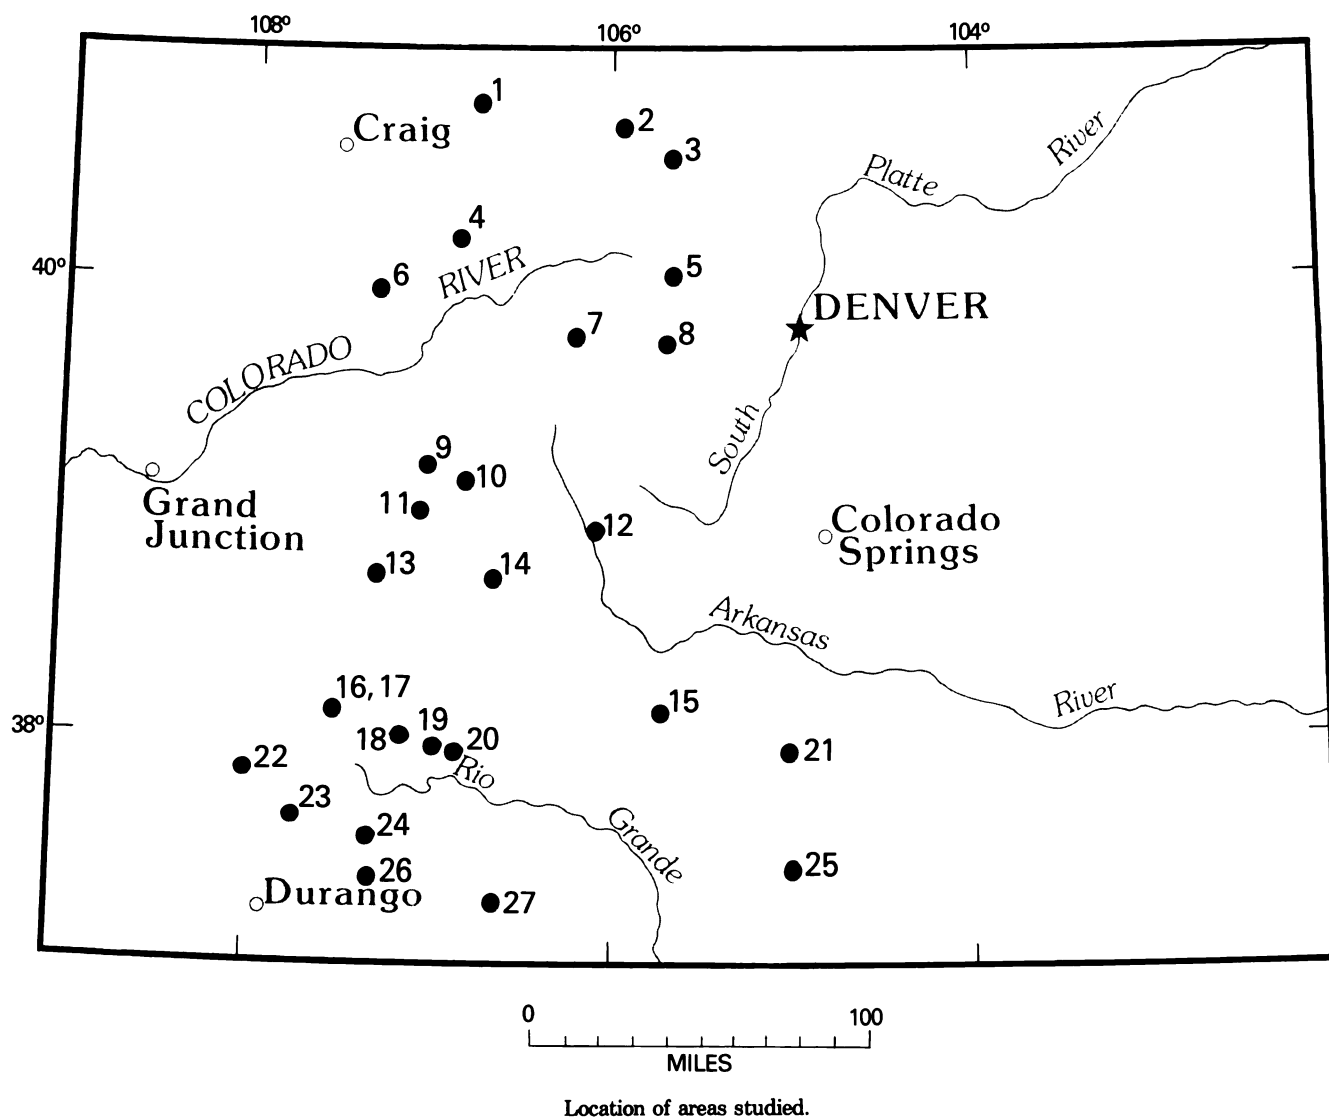 108º
106º
104º
1
2
3
Craig
Platte
River
4
40º
6
RIVER
5
DENVER
7
8
COLORADO
South
9
10
Grand
Junction
11
12
Colorado
Springs
13
14
Arkansas
16, 17
15
River
38º
18
19
20
21
22
Rio
23
24
Grande
25
26
Durango
27
0
100
MILES
Location of areas studied.